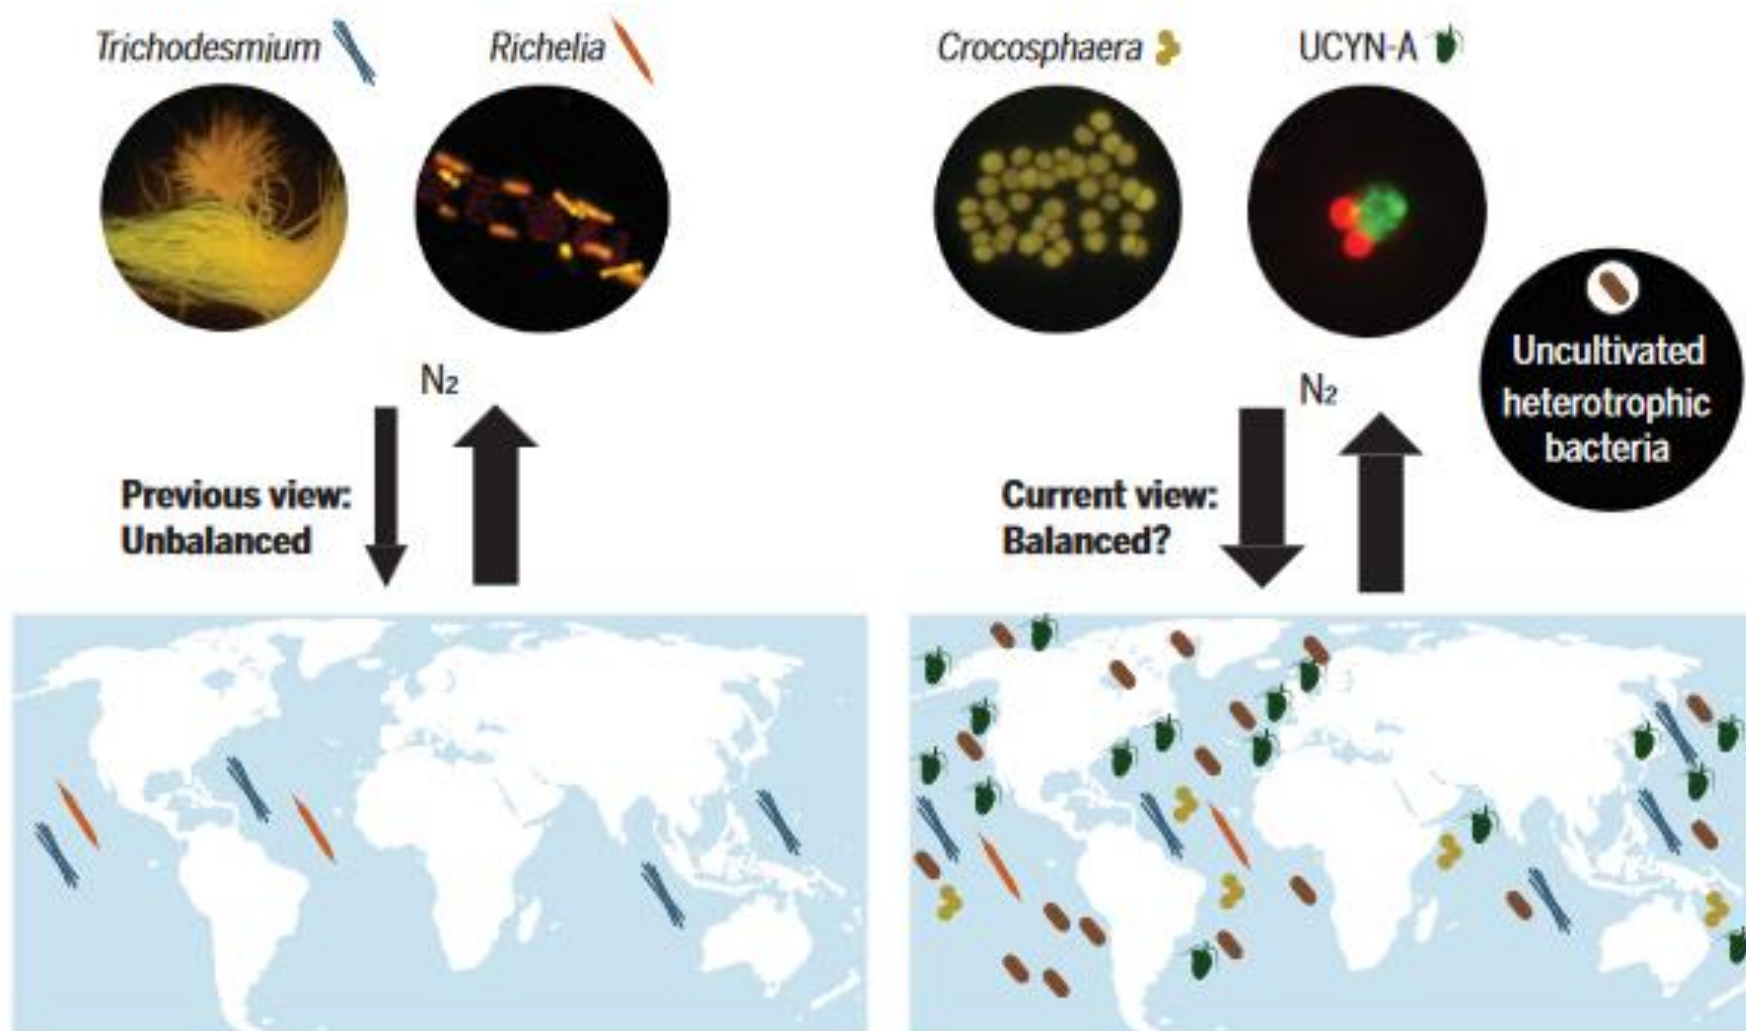 Trichodesmium
Richelia
Crocosphaera
UCYN-A
N2
Previous view:
Unbalanced
N2
Current view:
Balanced?
Uncultivated
heterotrophic
bacteria